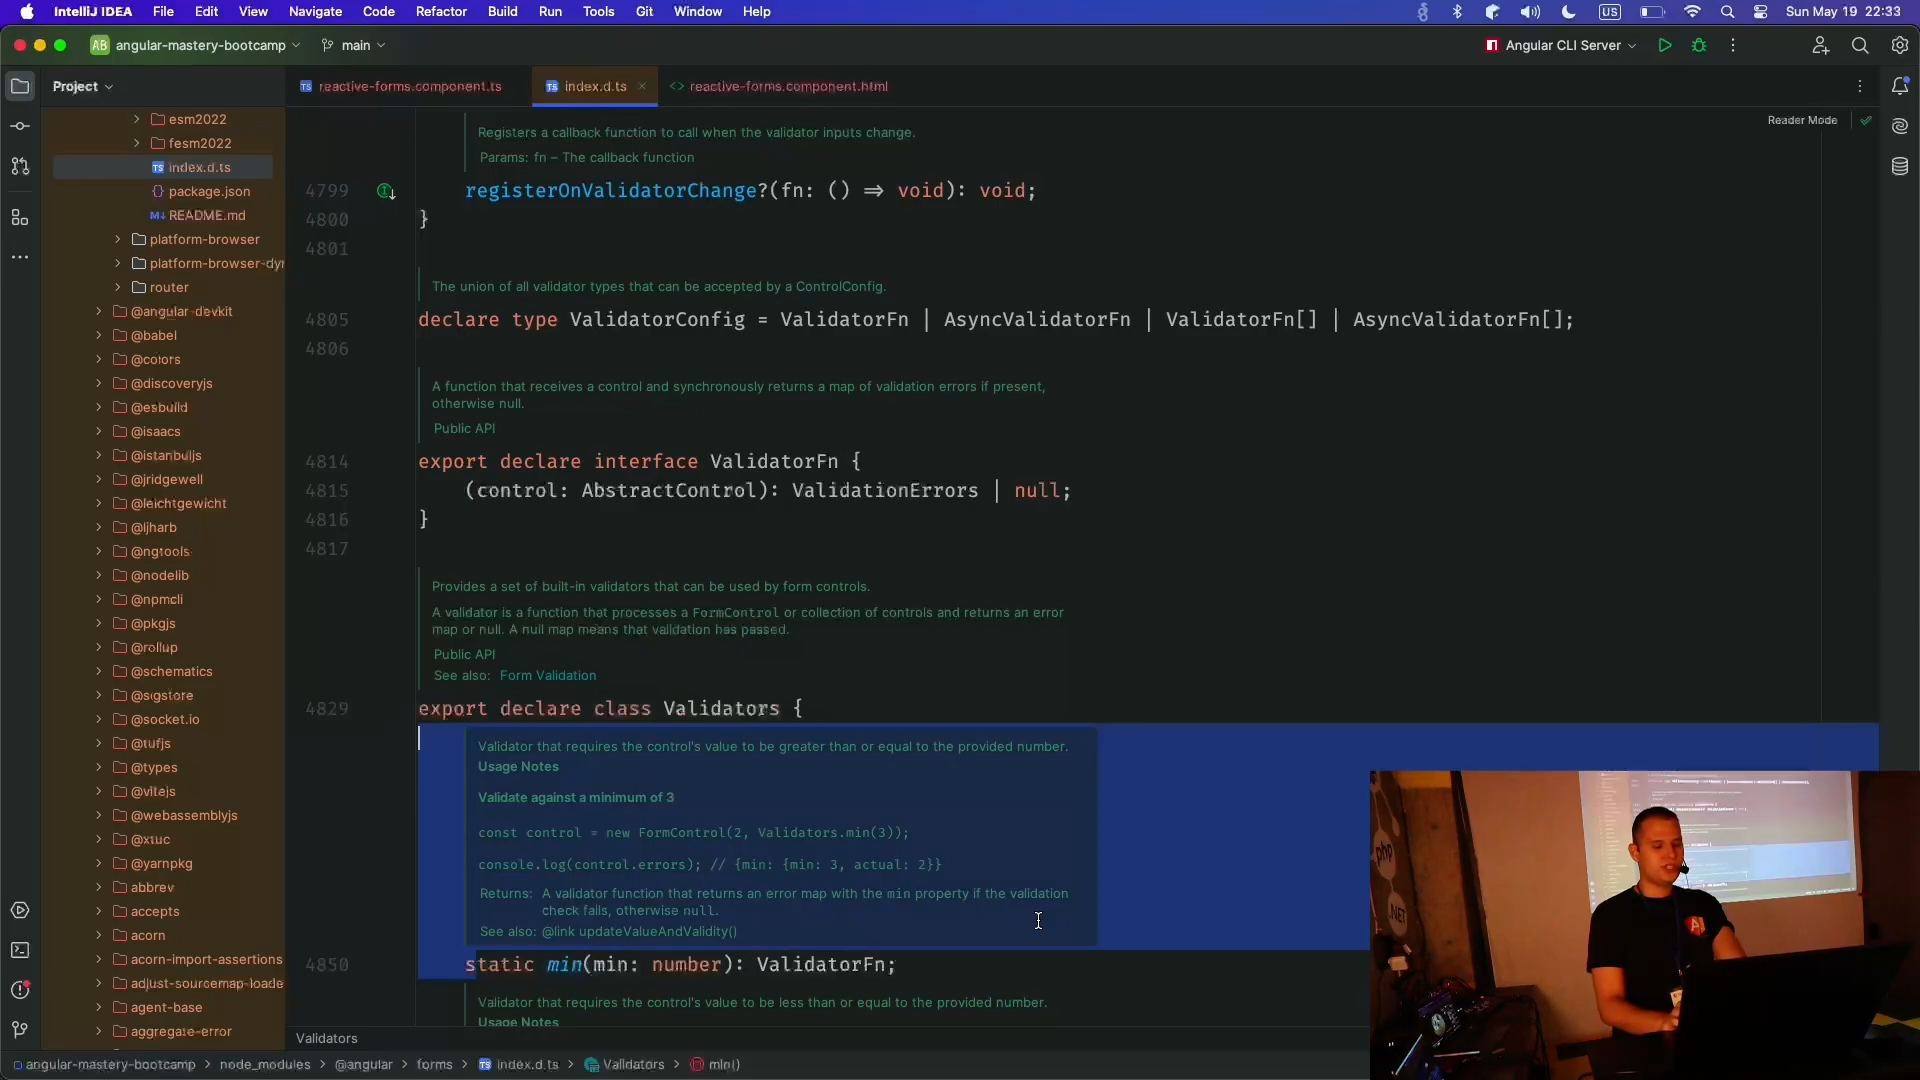 IntelliJ IDEA File Edit View Navigate Code Refactor Build Run Tools Git Window Help US Sun May 19 22:33
AB angular-mastery-bootcamp main Angular CLI Server
Project
reactive-forms.component.ts index.d.ts reactive-forms.component.html
Reader Mode
esm2022
fesm2022
TS index.d.ts
{} package.json
M↓ README.md
platform-browser
platform-browser-dyr
router
@angular-devkit
@babel
@colors
@discoveryjs
@esbuild
@isaacs
@istanbuljs
@jridgewell
@leichtgewicht
@ljharb
@ngtools
@nodelib
@npmcli
@pkgjs
@rollup
@schematics
@sigstore
@socket.io
@tufjs
@types
@vitejs
@webassemblyjs
@xtuc
@yarnpkg
abbrev
accepts
acorn
acorn-import-assertions
adjust-sourcemap-loade
agent-base
aggregate-error
Registers a callback function to call when the validator inputs change.
Params: fn – The callback function
4799 registerOnValidatorChange?(fn: () => void): void;
4800 }
4801
The union of all validator types that can be accepted by a ControlConfig.
4805 declare type ValidatorConfig = ValidatorFn | AsyncValidatorFn | ValidatorFn[] | AsyncValidatorFn[];
4806
A function that receives a control and synchronously returns a map of validation errors if present,
otherwise null.
Public API
4814 export declare interface ValidatorFn {
4815 (control: AbstractControl): ValidationErrors | null;
4816 }
4817
Provides a set of built-in validators that can be used by form controls.
A validator is a function that processes a FormControl or collection of controls and returns an error
map or null. A null map means that validation has passed.
Public API
See also: Form Validation
4829 export declare class Validators {
Validator that requires the control's value to be greater than or equal to the provided number.
Usage Notes
Validate against a minimum of 3
const control = new FormControl(2, Validators.min(3));
console.log(control.errors); // {min: {min: 3, actual: 2}}
Returns: A validator function that returns an error map with the min property if the validation
check fails, otherwise null.
See also: @link updateValueAndValidity()
4850 static min(min: number): ValidatorFn;
Validator that requires the control's value to be less than or equal to the provided number.
Usage Notes
Validators
angular-mastery-bootcamp > node_modules > @angular > forms > TS index.d.ts > Validators > min()
php
.NET